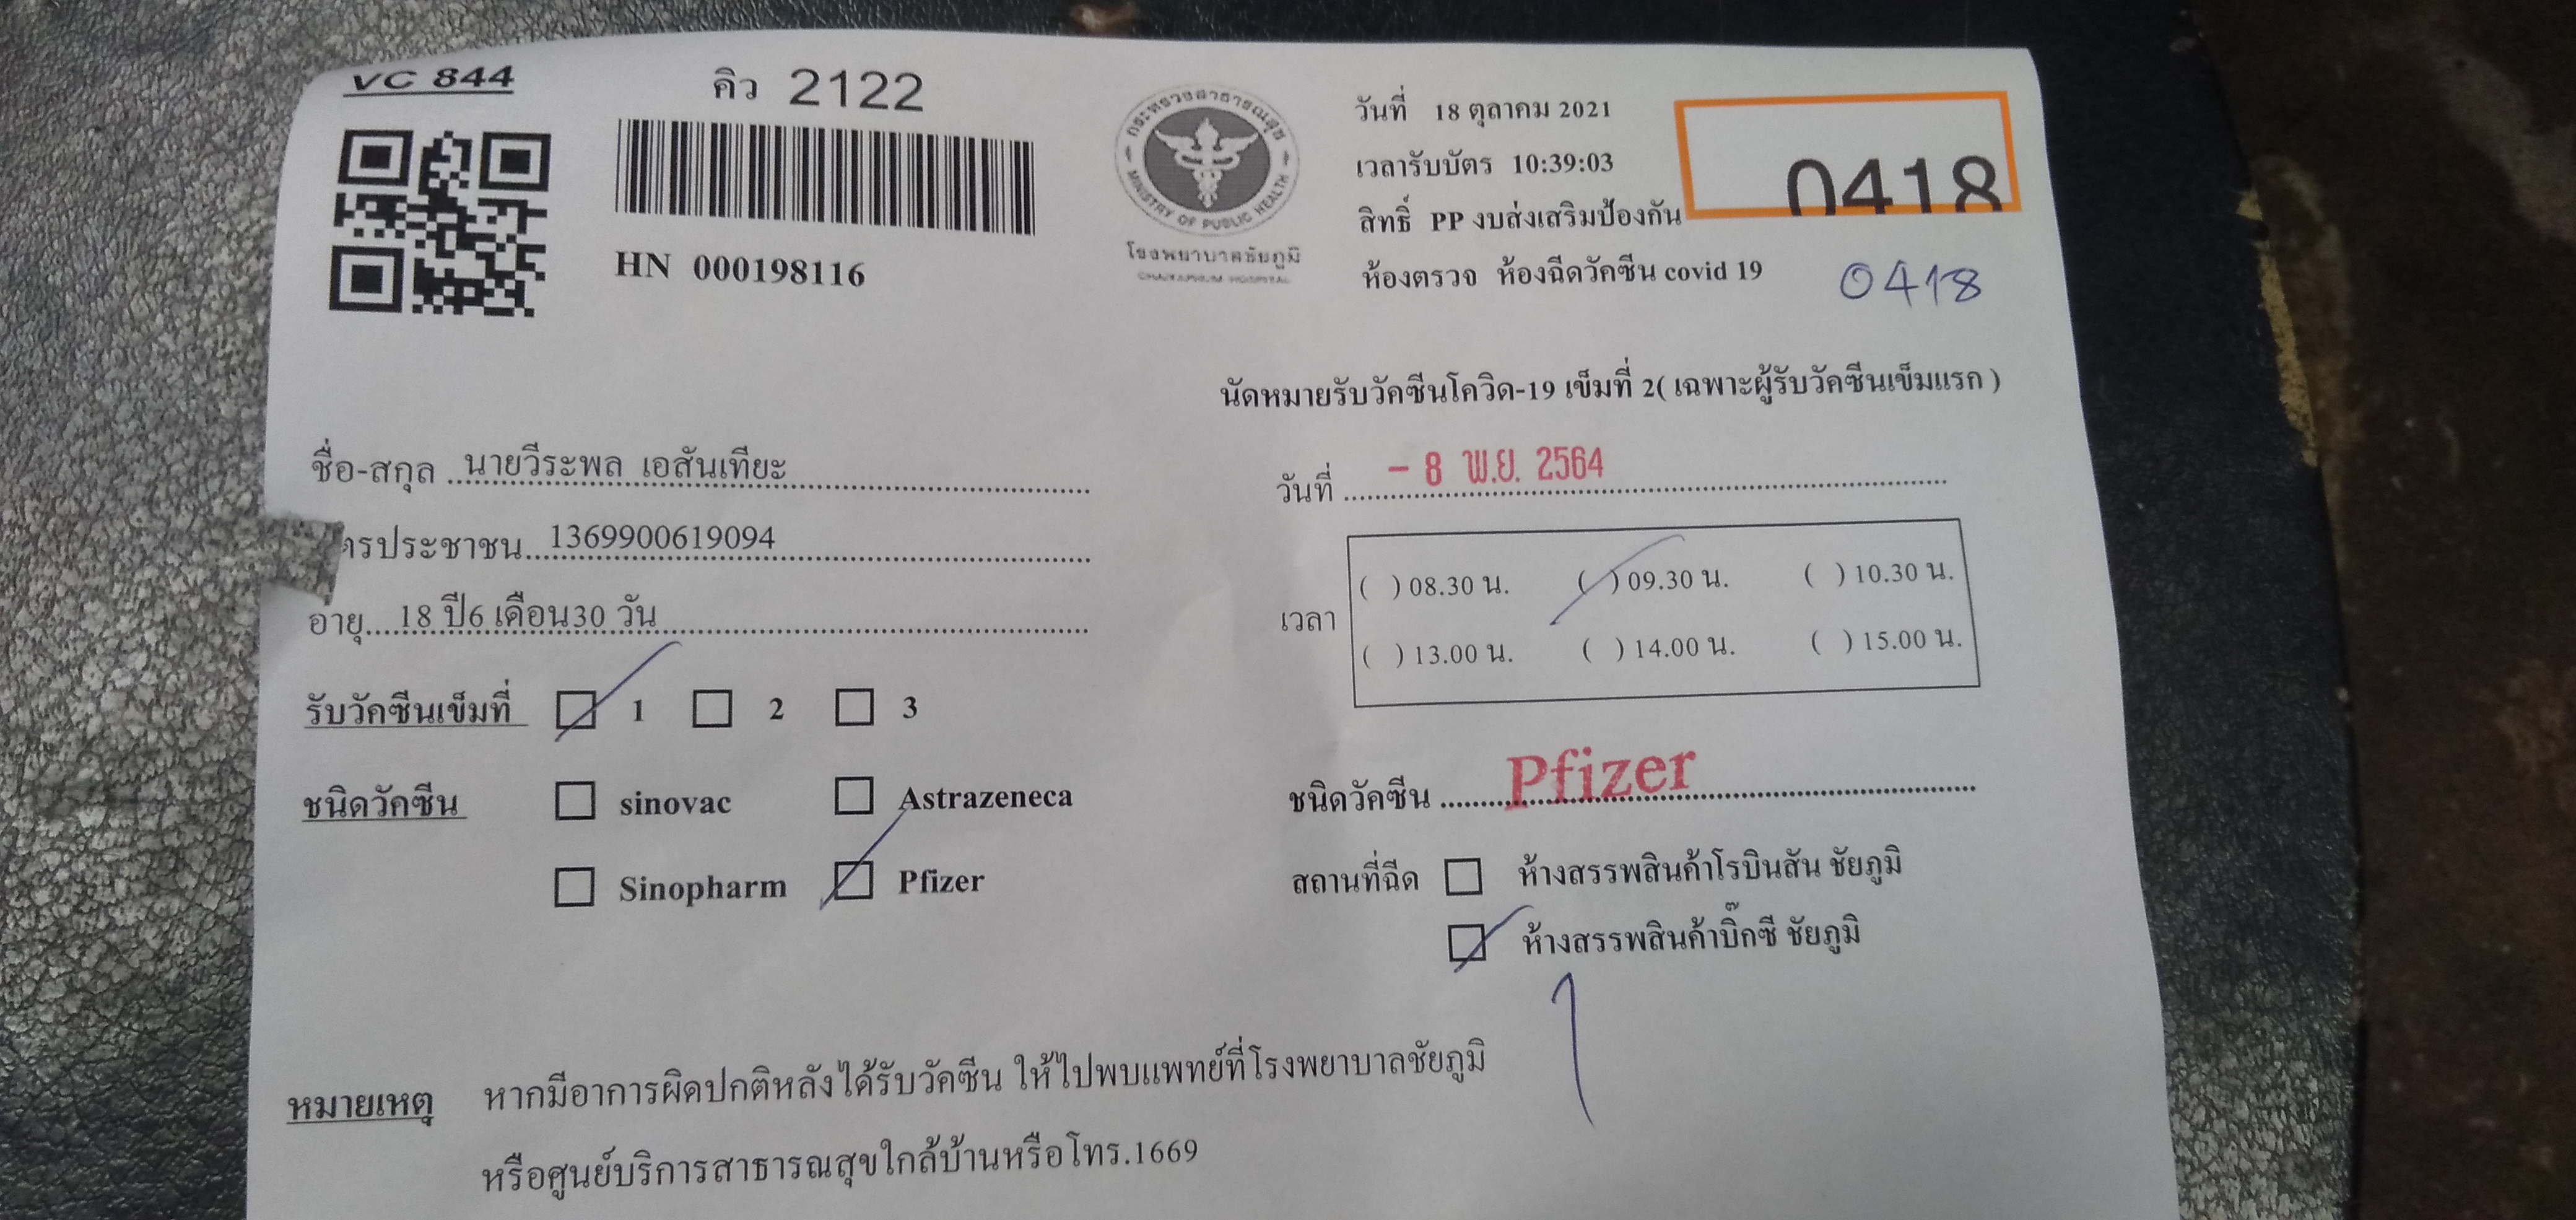 VC 844
คิว 2122
HN 000198116
กระทรวงสาธารณสุข
MINISTRY OF PUBLIC HEALTH
โรงพยาบาลชัยภูมิ
CHAIYAPHUM HOSPITAL
วันที่ 18 ตุลาคม 2021
เวลารับบัตร 10:39:03
สิทธิ์ PP งบส่งเสริมป้องกัน
ห้องตรวจ ห้องฉีดวัคซีน covid 19
0418
0418
นัดหมายรับวัคซีนโควิด-19 เข็มที่ 2( เฉพาะผู้รับวัคซีนเข็มแรก )
ชื่อ-สกุล นายวีระพล เอสันเทียะ
ตรประชาชน 1369900619094
อายุ 18 ปี6 เดือน30 วัน
รับวัคซีนเข็มที่ 1 2 3
ชนิดวัคซีน sinovac Astrazeneca
Sinopharm Pfizer
วันที่ - 8 พ.ย. 2564
เวลา
( ) 08.30 น. ( ) 09.30 น. ( ) 10.30 น.
( ) 13.00 น. ( ) 14.00 น. ( ) 15.00 น.
ชนิดวัคซีน Pfizer
สถานที่ฉีด ห้างสรรพสินค้าโรบินสัน ชัยภูมิ
ห้างสรรพสินค้าบิ๊กซี ชัยภูมิ
1
หมายเหตุ หากมีอาการผิดปกติหลังได้รับวัคซีน ให้ไปพบแพทย์ที่โรงพยาบาลชัยภูมิ
หรือศูนย์บริการสาธารณสุขใกล้บ้านหรือโทร.1669